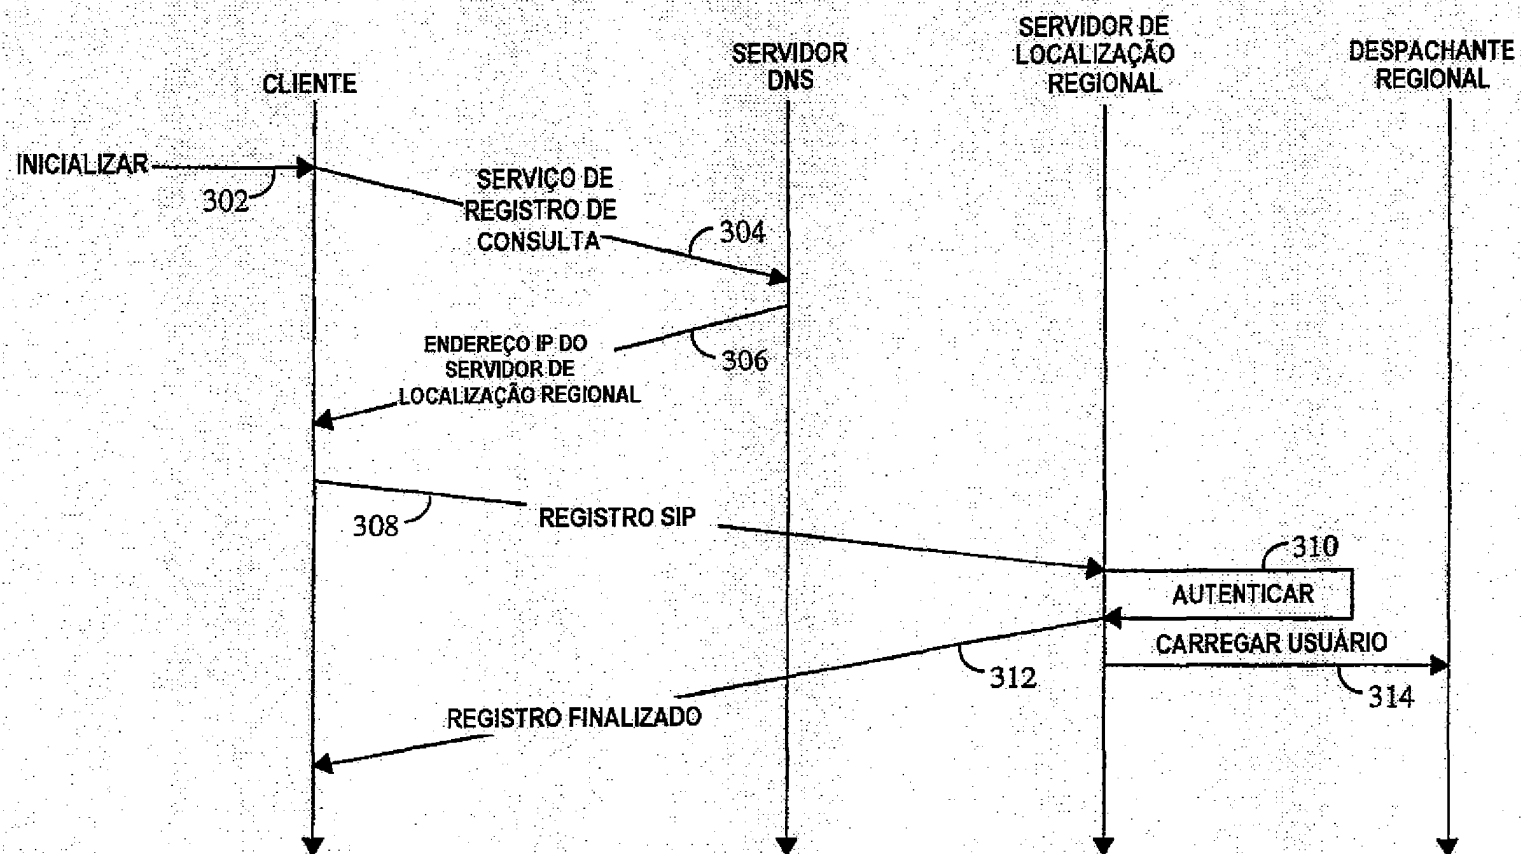 CLIENTE
SERVIDOR
DNS
SERVIDOR DE
LOCALIZAÇÃO
REGIONAL
DESPACHANTE
REGIONAL
INICIALIZAR
302
SERVIÇO DE
REGISTRO DE
CONSULTA
304
ENDEREÇO IP DO
SERVIDOR DE
LOCALIZAÇÃO REGIONAL
306
308
REGISTRO SIP
310
AUTENTICAR
CARREGAR USUÁRIO
312
314
REGISTRO FINALIZADO